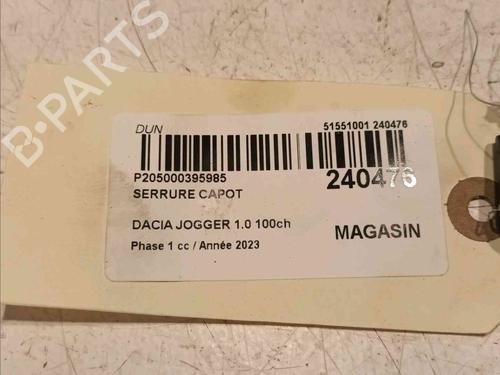 B-PARTS
DUN
51551001 240476
P205000395985
240476
SERRURE CAPOT
DACIA JOGGER 1.0 100ch
MAGASIN
Phase 1 cc / Année 2023